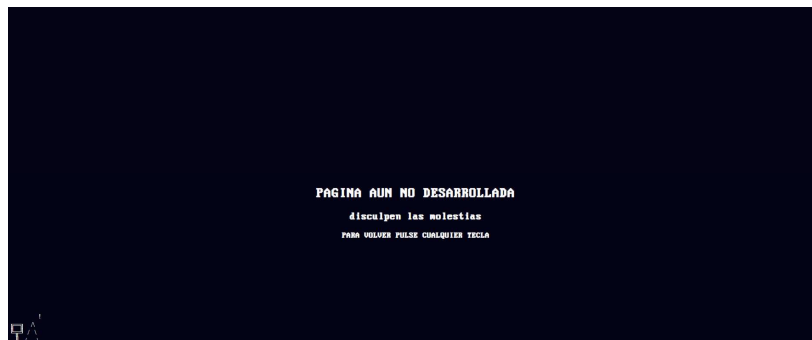 PAGINA AUN NO DESARROLLADA
disculpen las molestias
PARA VOLVER PULSE CUALQUIER TECLA